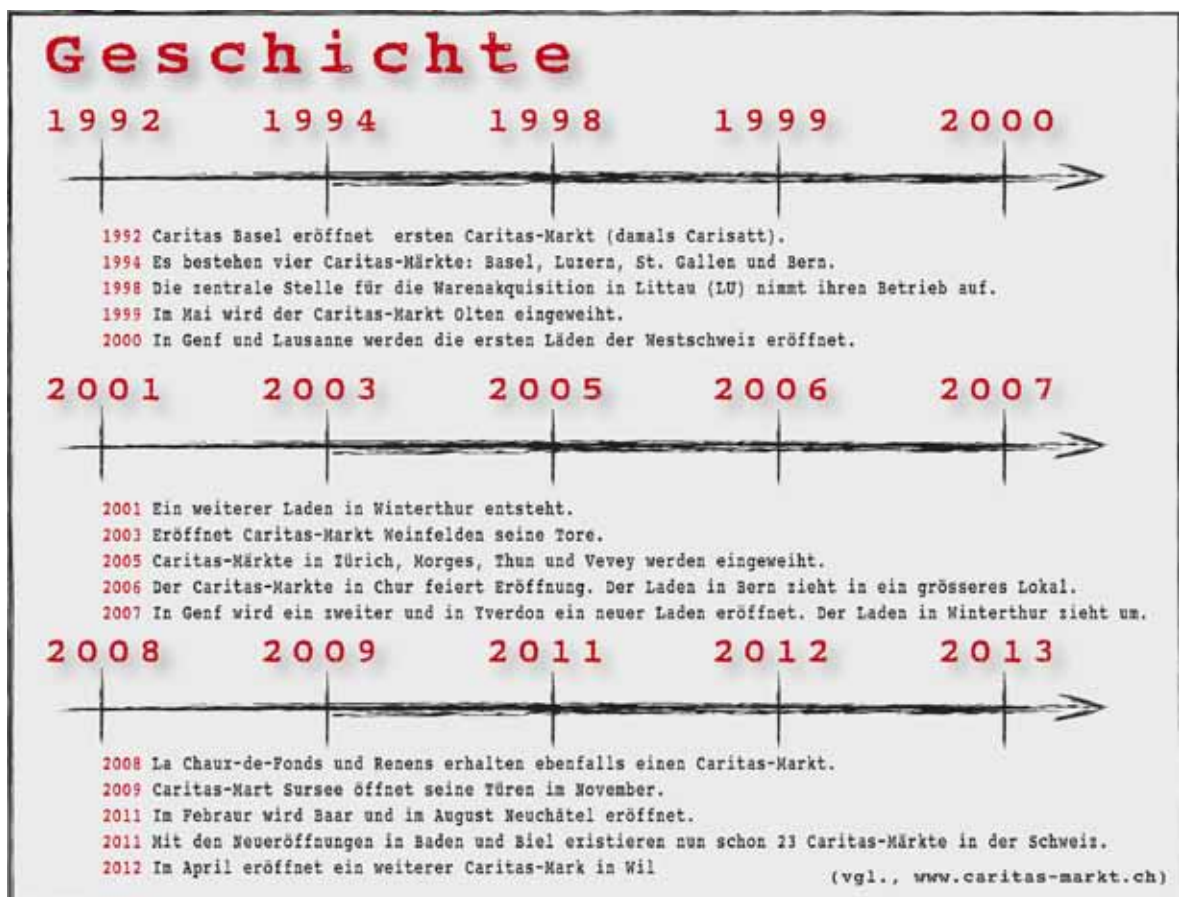 Geschichte
1992 1994 1998 1999 2000
1992 Caritas Basel eröffnet ersten Caritas-Markt (damals Carisatt).
1994 Es bestehen vier Caritas-Märkte: Basel, Luzern, St. Gallen und Bern.
1998 Die zentrale Stelle für die Warenakquisition in Littau (LU) nimmt ihren Betrieb auf.
1999 Im Mai wird der Caritas-Markt Olten eingeweiht.
2000 In Genf und Lausanne werden die ersten Läden der Westschweiz eröffnet.
2001 2003 2005 2006 2007
2001 Ein weiterer Laden in Winterthur entsteht.
2003 Eröffnet Caritas-Markt Weinfelden seine Tore.
2005 Caritas-Märkte in Zürich, Morges, Thun und Vevey werden eingeweiht.
2006 Der Caritas-Markte in Chur feiert Eröffnung. Der Laden in Bern zieht in ein grösseres Lokal.
2007 In Genf wird ein zweiter und in Yverdon ein neuer Laden eröffnet. Der Laden in Winterthur zieht um.
2008 2009 2011 2012 2013
2008 La Chaux-de-Fonds und Renens erhalten ebenfalls einen Caritas-Markt.
2009 Caritas-Mart Sursee öffnet seine Türen im November.
2011 Im Febraur wird Baar und im August Neuchâtel eröffnet.
2011 Mit den Neueröffnungen in Baden und Biel existieren nun schon 23 Caritas-Märkte in der Schweiz.
2012 Im April eröffnet ein weiterer Caritas-Mark in Wil
(vgl., www.caritas-markt.ch)